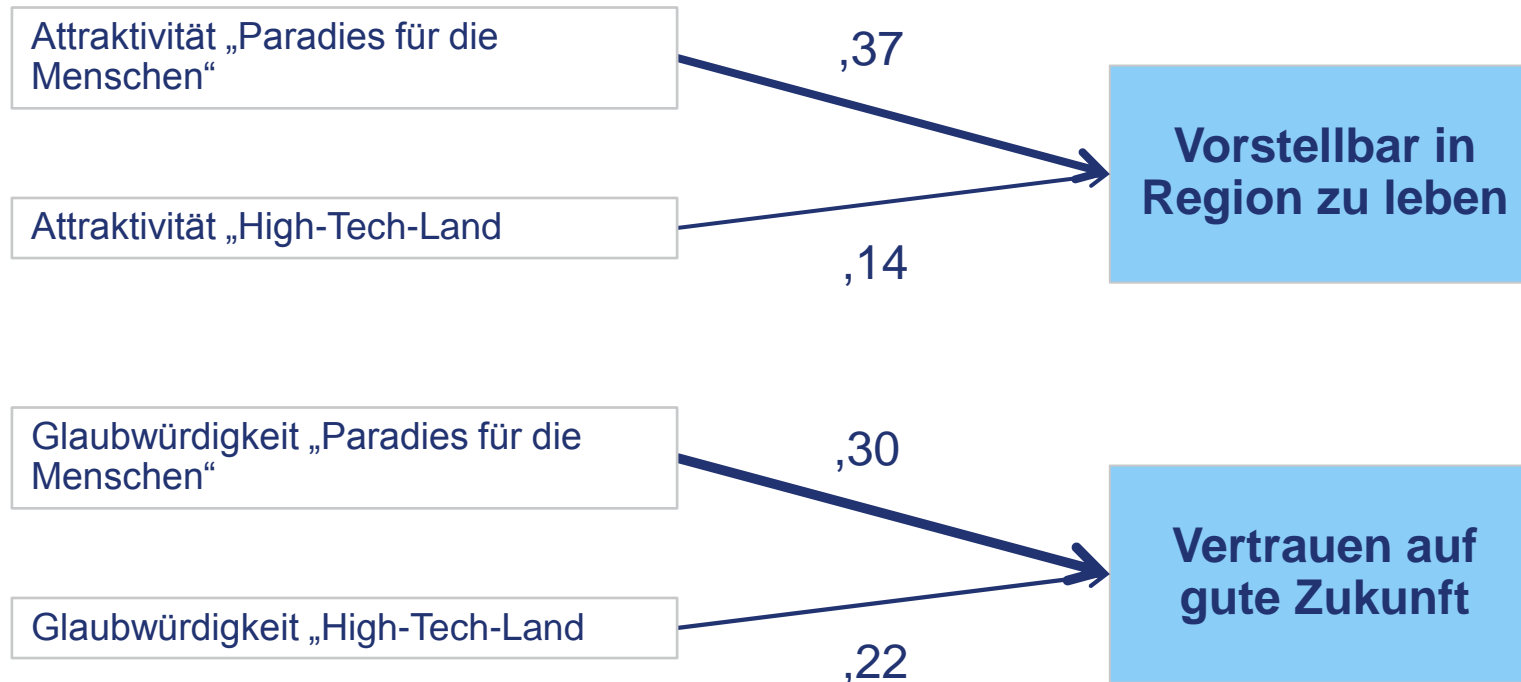 Attraktivität „Paradies für die
Menschen“
,37
Vorstellbar in
Region zu leben
Attraktivität „High-Tech-Land
,14
Glaubwürdigkeit „Paradies für die
Menschen“
,30
Vertrauen auf
gute Zukunft
Glaubwürdigkeit „High-Tech-Land
,22